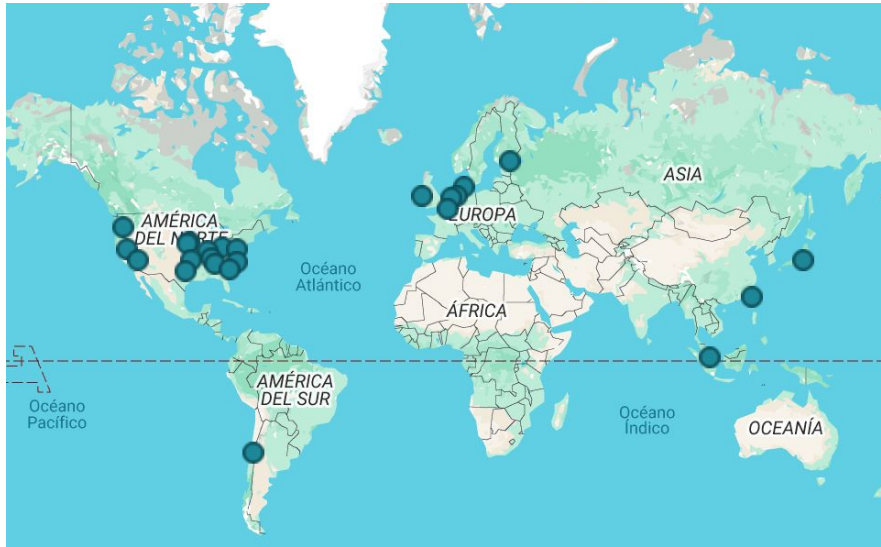 ASIA
AMÉRICA
DEL NORTE
EUROPA
Océano
Atlántico
ÁFRICA
AMÉRICA
DEL SUR
Océano
Pacífico
Océano
Índico
OCEANÍA